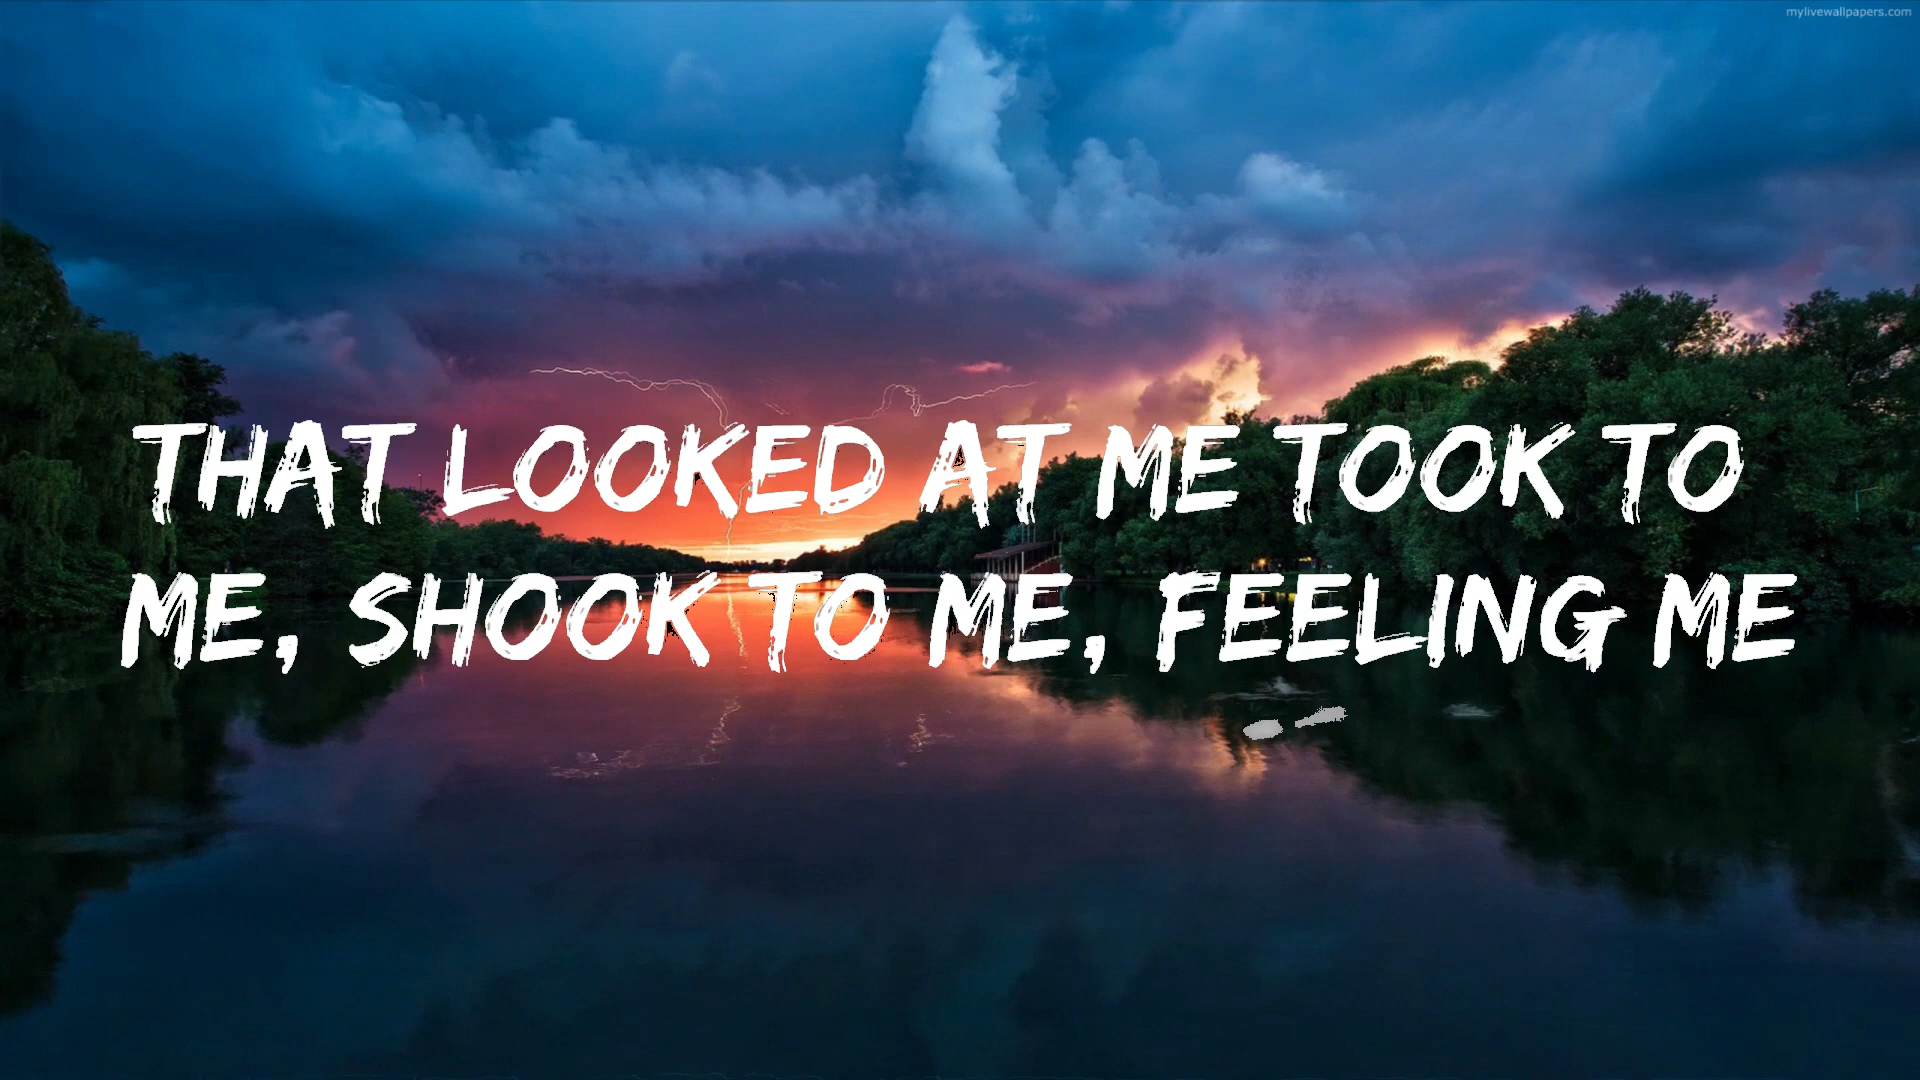 mylivewallpapers.com
THAT LOOKED AT ME TOOK TO
ME, SHOOK TO ME, FEELING ME